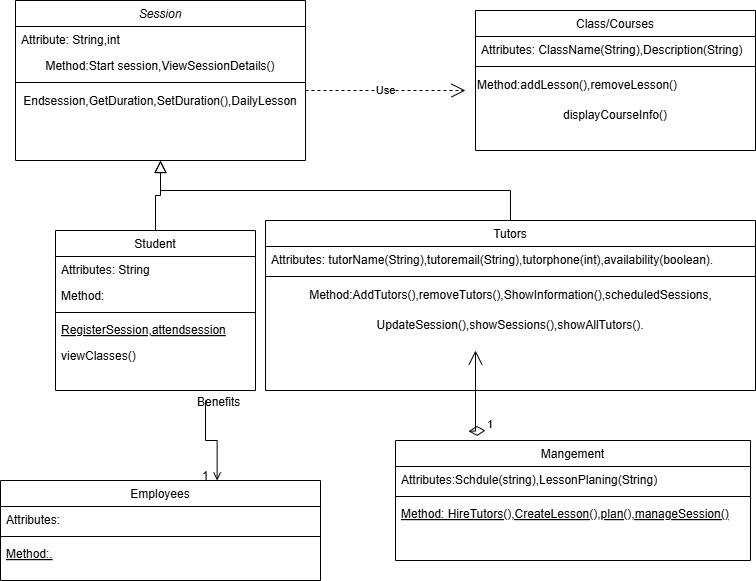 Session
Attribute: String,int
Method:Start session,ViewSessionDetails()
Endsession,GetDuration,SetDuration(),DailyLesson
Use
Class/Courses
Attributes: ClassName(String),Description(String)
Method:addLesson(),removeLesson()
displayCourseInfo()
Student
Attributes: String
Method:
RegisterSession,attendsession
viewClasses()
Tutors
Attributes: tutorName(String),tutoremail(String),tutorphone(int),availability(boolean).
Method:AddTutors(),removeTutors(),ShowInformation(),scheduledSessions,
UpdateSession(),showSessions(),showAllTutors().
Benefits
1
1
Employees
Attributes:
Method:.
Mangement
Attributes:Schdule(string),LessonPlaning(String)
Method: HireTutors(),CreateLesson(),plan(),manageSession()